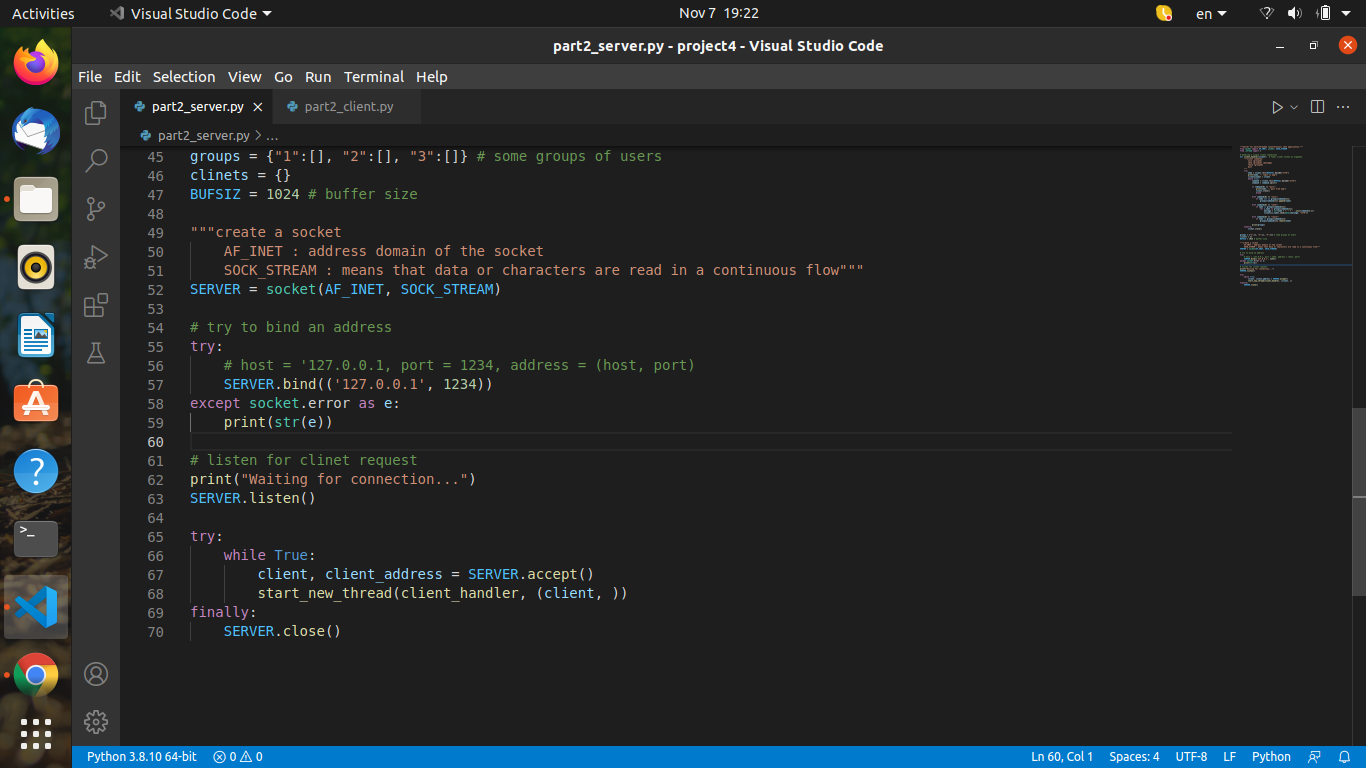 Activities Visual Studio Code Nov 7 19:22 en
part2_server.py - project4 - Visual Studio Code
File Edit Selection View Go Run Terminal Help
part2_server.py part2_client.py
part2_server.py > ...
45 groups = {"1":[], "2":[], "3":[]} # some groups of users
46 clinets = {}
47 BUFSIZ = 1024 # buffer size
48
49 """create a socket
50     AF_INET : address domain of the socket
51     SOCK_STREAM : means that data or characters are read in a continuous flow"""
52 SERVER = socket(AF_INET, SOCK_STREAM)
53
54 # try to bind an address
55 try:
56     # host = '127.0.0.1, port = 1234, address = (host, port)
57     SERVER.bind(('127.0.0.1', 1234))
58 except socket.error as e:
59     print(str(e))
60
61 # listen for clinet request
62 print("Waiting for connection...")
63 SERVER.listen()
64
65 try:
66     while True:
67         client, client_address = SERVER.accept()
68         start_new_thread(client_handler, (client, ))
69 finally:
70     SERVER.close()
Python 3.8.10 64-bit 0 0 Ln 60, Col 1 Spaces: 4 UTF-8 LF Python